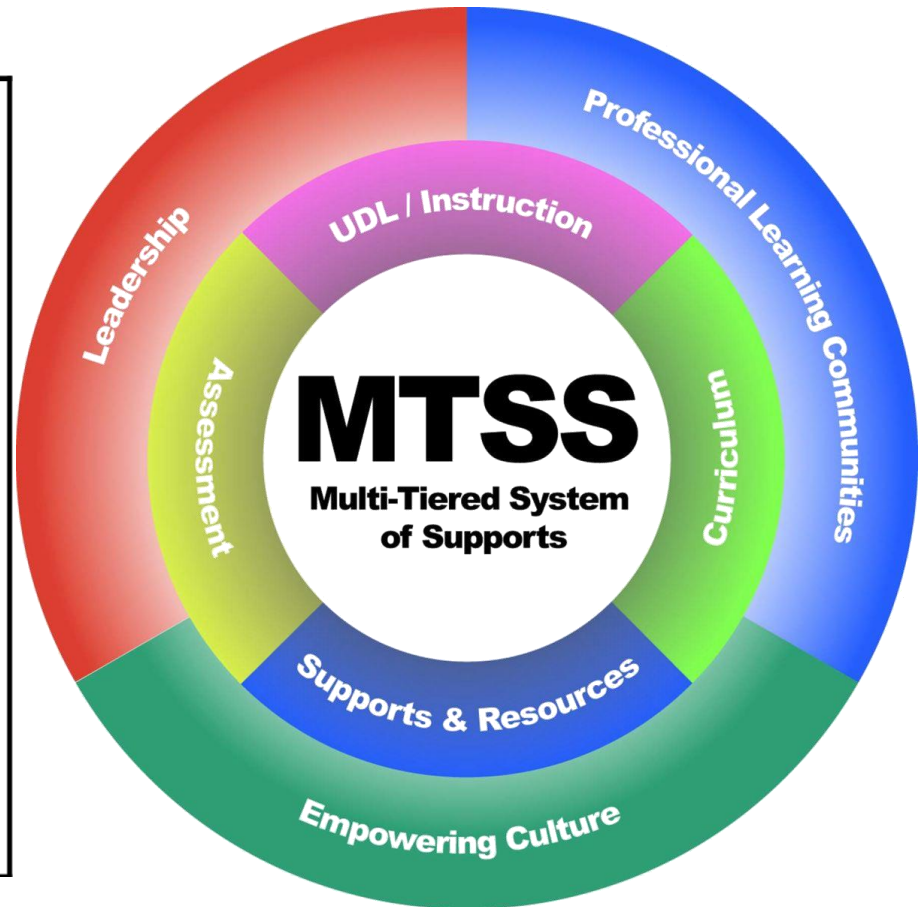 Leadership
Professional Learning Communities
UDL / Instruction
Assessment
MTSS
Multi-Tiered System
of Supports
Curriculum
Supports & Resources
Empowering Culture